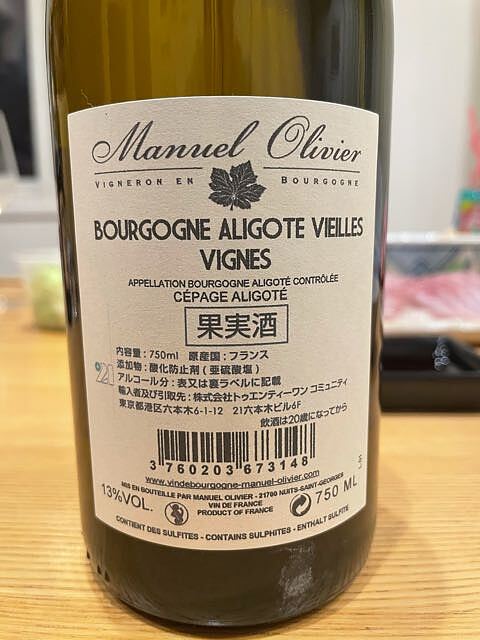 Manuel Olivier
VIGNERON EN BOURGOGNE
BOURGOGNE ALIGOTE VIEILLES
VIGNES
APPELLATION BOURGOGNE ALIGOTÉ CONTRÔLÉE
CÉPAGE ALIGOTÉ
果実酒
内容量:750ml 原産国:フランス
添加物:酸化防止剤(亜硫酸塩)
アルコール分:表又は裏ラベルに記載
輸入者及び引取先:株式会社トゥエンティーワン コミュニティ
東京都港区六本木6-1-12 21六本木ビル6F
飲酒は20歳になってから
21
3 760203 673148
www.vindebourgogne-manuel-olivier.com
MIS EN BOUTEILLE PAR MANUEL OLIVIER - 21700 NUITS-SAINT-GEORGES
13%VOL.
VIN DE FRANCE
PRODUCT OF FRANCE
750 ML
CONTIENT DES SULFITES - CONTAINS SULPHITES - ENTHALT SULFITE